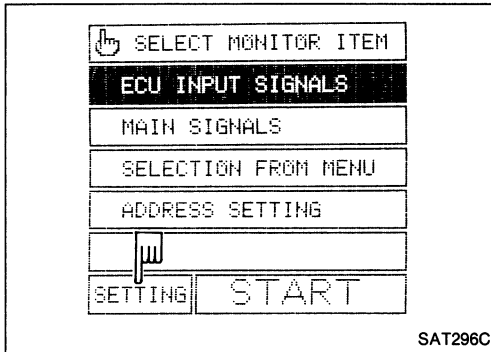 SELECT MONITOR ITEM
ECU INPUT SIGNALS
MAIN SIGNALS
SELECTION FROM MENU
ADDRESS SETTING
SETTING START
SAT296C